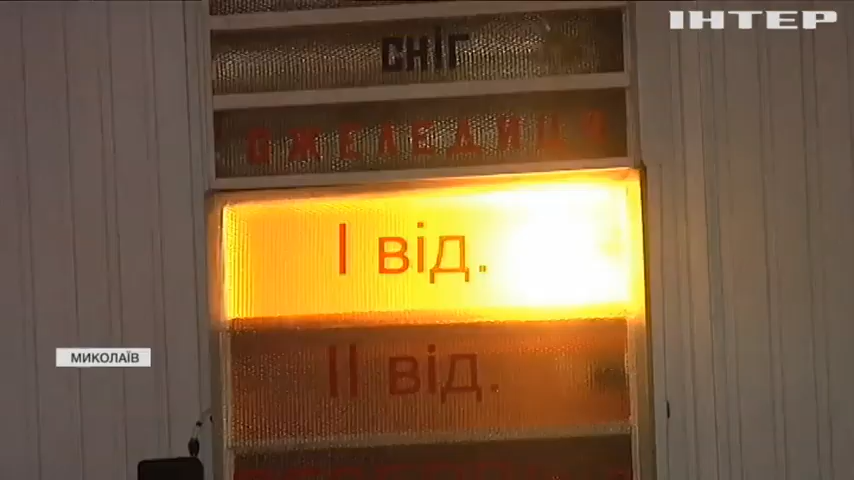 ІНТЕР
СНІГ
ОЖЕЛЕДИЦЯ
І від.
ІІ від.
МИКОЛАЇВ